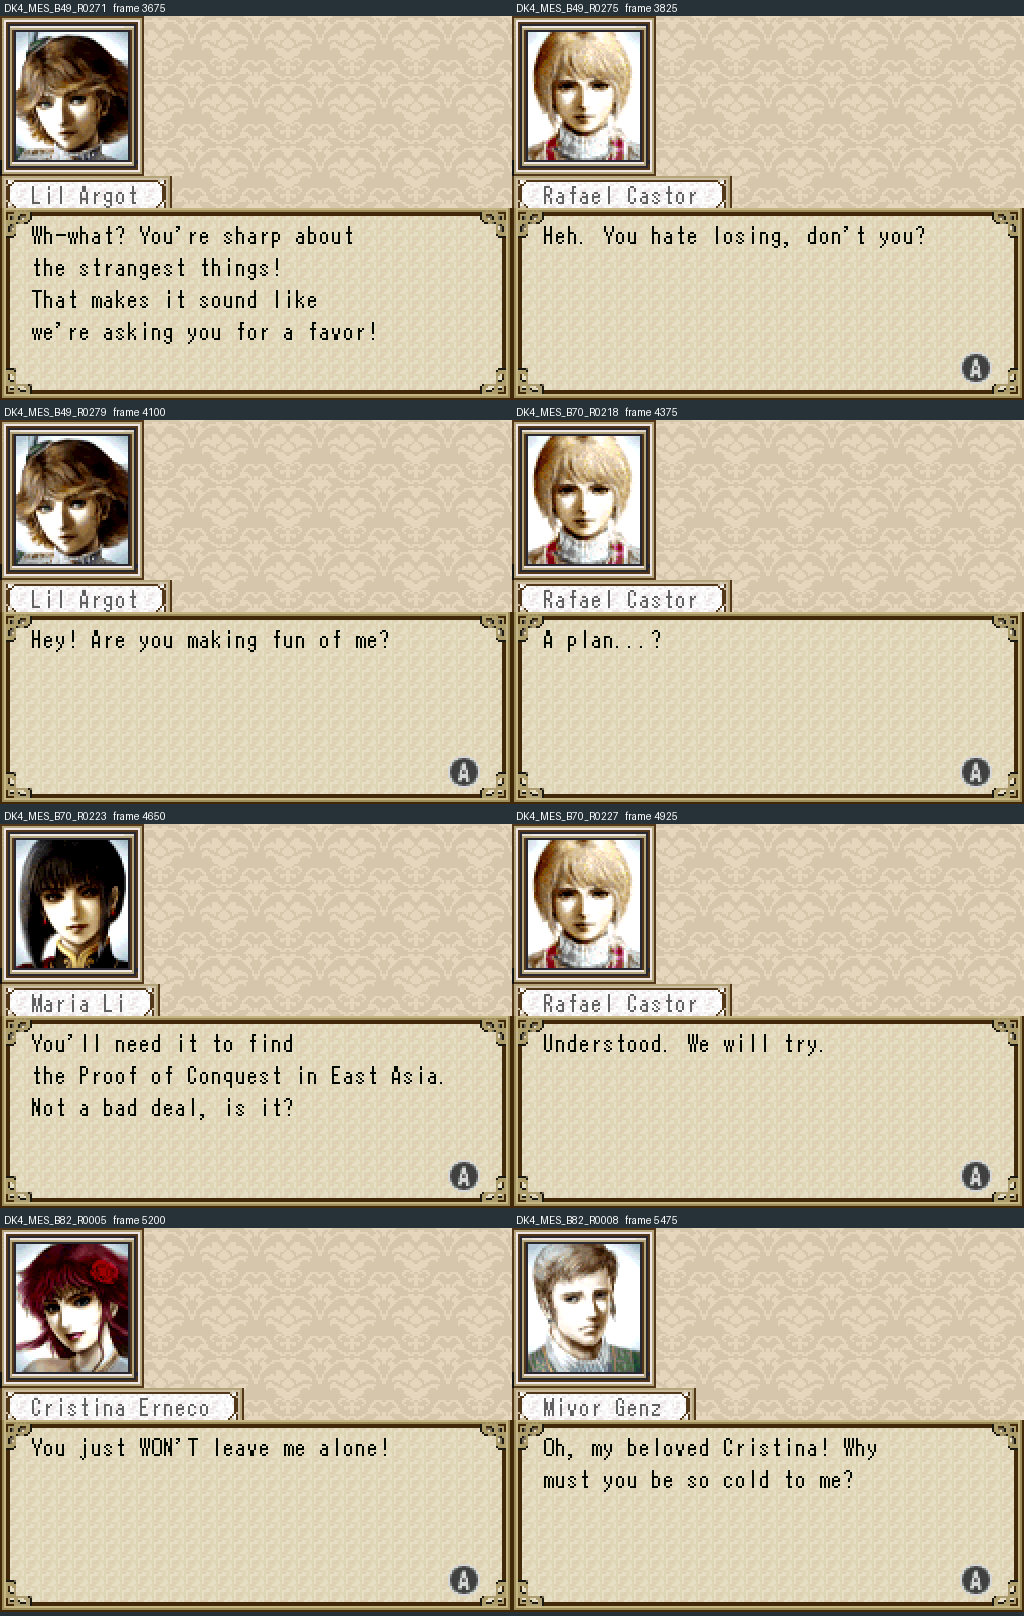 DK4_MES_B49_R0271 frame 3675
Lil Argot
Wh-what? You're sharp about
the strangest things!
That makes it sound like
we're asking you for a favor!
DK4_MES_B49_R0275 frame 3825
Rafael Castor
Heh. You hate losing, don't you?
A
DK4_MES_B49_R0279 frame 4100
Lil Argot
Hey! Are you making fun of me?
A
DK4_MES_B70_R0218 frame 4375
Rafael Castor
A plan...?
A
DK4_MES_B70_R0223 frame 4650
Maria Li
You'll need it to find
the Proof of Conquest in East Asia.
Not a bad deal, is it?
A
DK4_MES_B70_R0227 frame 4925
Rafael Castor
Understood. We will try.
A
DK4_MES_B82_R0005 frame 5200
Cristina Erneco
You just WON'T leave me alone!
A
DK4_MES_B82_R0008 frame 5475
Mivor Genz
Oh, my beloved Cristina! Why
must you be so cold to me?
A